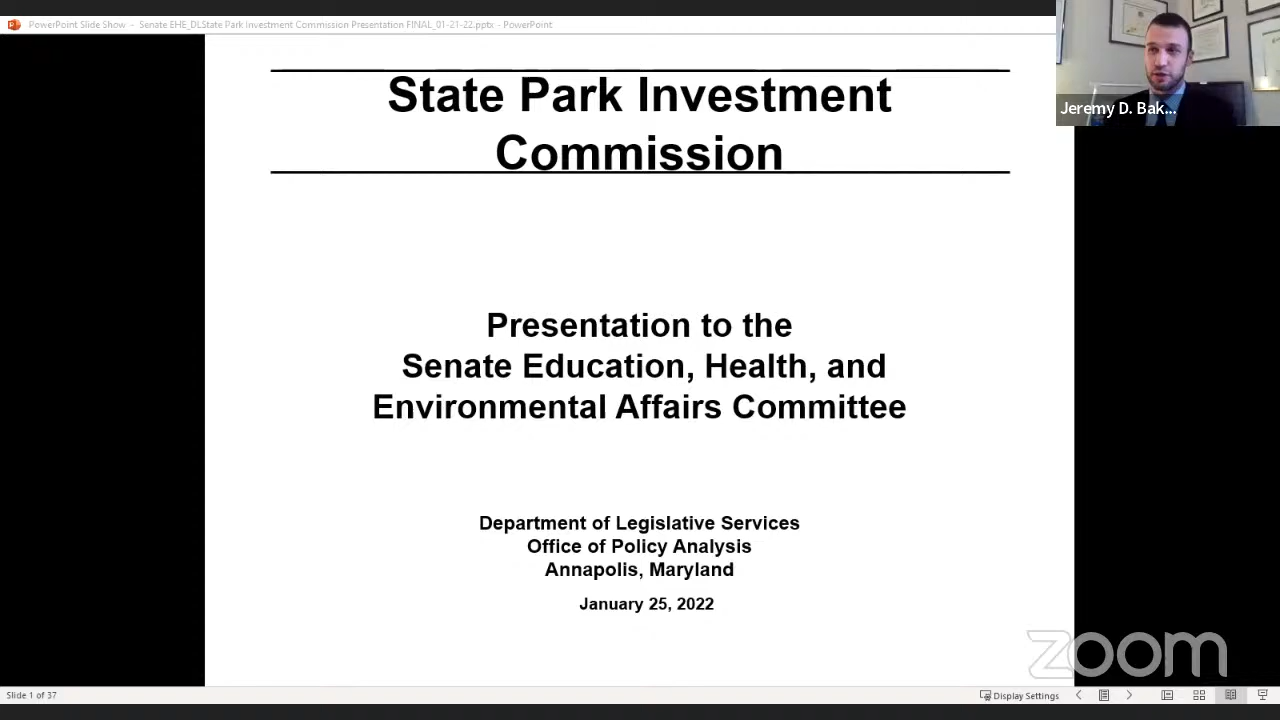 PowerPoint Slide Show - Senate EHE_DLState Park Investment Commission Presentation FINAL_01-21-22.pptx - PowerPoint
State Park Investment
Commission
Jeremy D. Bak...
Presentation to the
Senate Education, Health, and
Environmental Affairs Committee
Department of Legislative Services
Office of Policy Analysis
Annapolis, Maryland
January 25, 2022
zoom
Slide 1 of 37
Display Settings